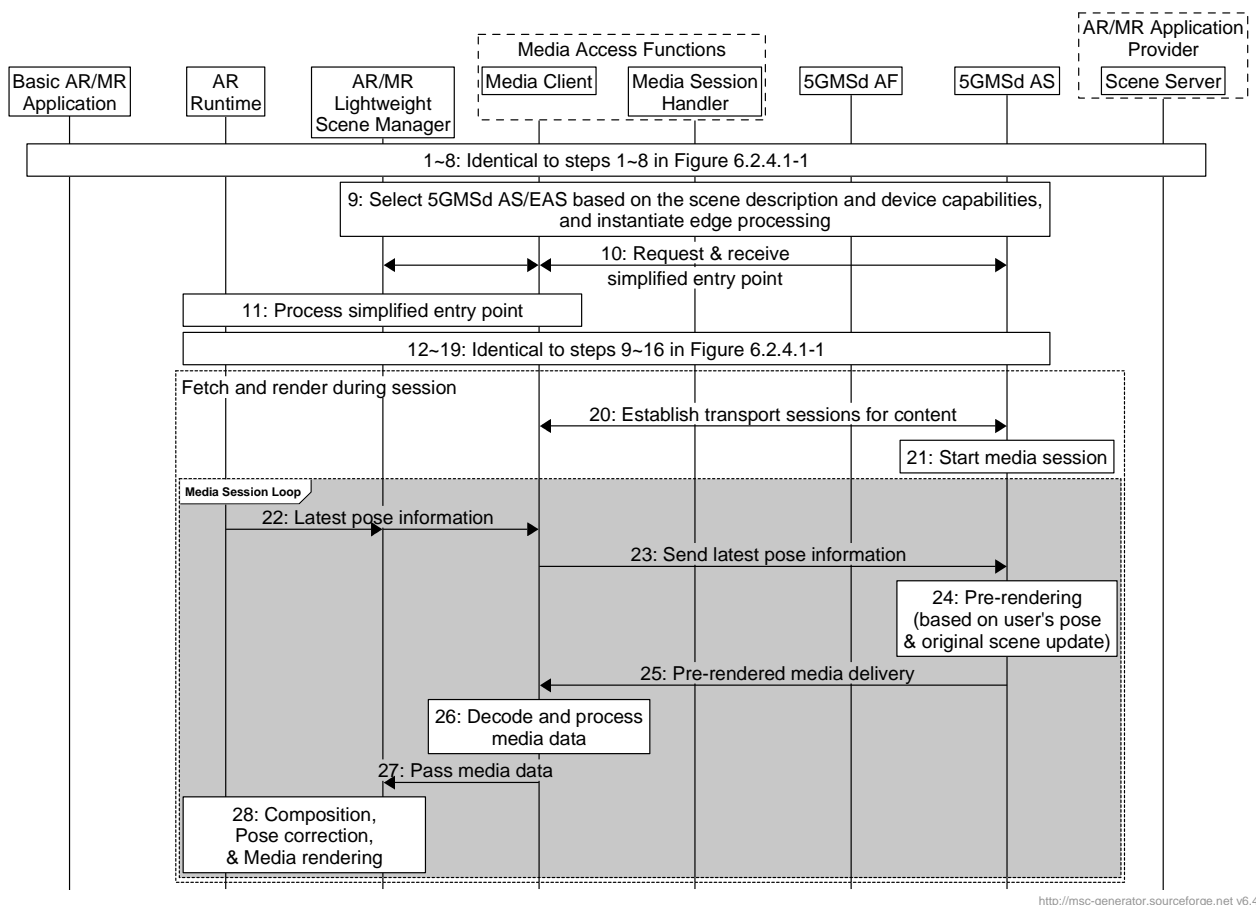 AR/MR Application
Provider
Media Access Functions
Basic AR/MR
Application
AR
Runtime
AR/MR
Lightweight
Scene Manager
Media Client
Media Session
Handler
5GMSd AF
5GMSd AS
Scene Server
1~8: Identical to steps 1~8 in Figure 6.2.4.1-1
9: Select 5GMSd AS/EAS based on the scene description and device capabilities,
and instantiate edge processing
10: Request & receive
simplified entry point
11: Process simplified entry point
12~19: Identical to steps 9~16 in Figure 6.2.4.1-1
Fetch and render during session
20: Establish transport sessions for content
21: Start media session
Media Session Loop
22: Latest pose information
23: Send latest pose information
24: Pre-rendering
(based on user's pose
& original scene update)
25: Pre-rendered media delivery
26: Decode and process
media data
27: Pass media data
28: Composition,
Pose correction,
& Media rendering
http://msc-generator.sourceforge.net v6.4